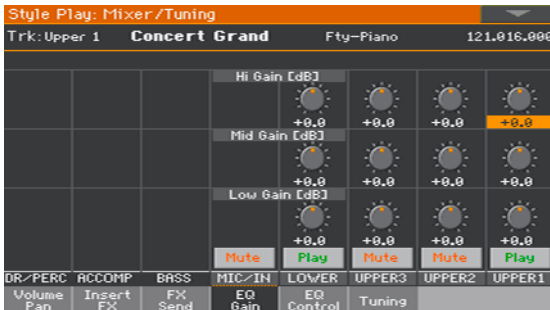 Style Play: Mixer/Tuning
Trk:Upper 1 Concert Grand Fty-Piano 121.016.000
Hi Gain [dB]
+0.0 +0.0 +0.0 +0.0
Mid Gain [dB]
+0.0 +0.0 +0.0 +0.0
Low Gain [dB]
+0.0 +0.0 +0.0 +0.0
Mute Play Mute Mute Play
DR/PERC ACCOMP BASS MIC/IN LOWER UPPER3 UPPER2 UPPER1
Volume Pan Insert FX FX Send EQ Gain EQ Control Tuning